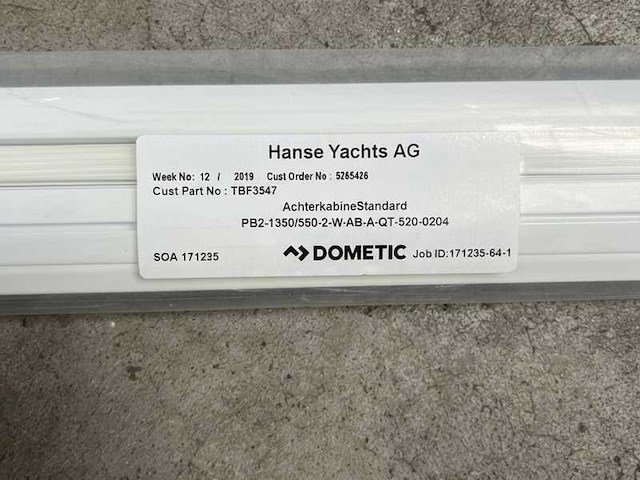 Hanse Yachts AG
Week No: 12 / 2019 Cust Order No : 5265426
Cust Part No : TBF3547
AchterkabineStandard
PB2-1350/550-2-W-AB-A-QT-520-0204
SOA 171235 DOMETIC Job ID:171235-64-1